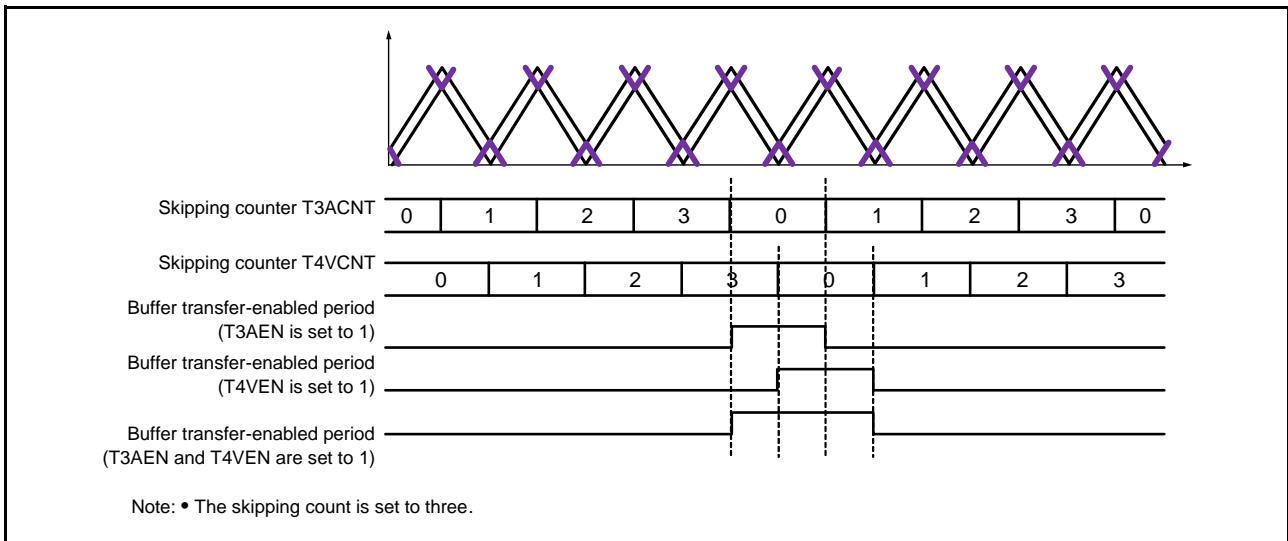 Skipping counter T3ACNT 0 1 2 3 0 1 2 3 0
Skipping counter T4VCNT 0 1 2 3 0 1 2 3
Buffer transfer-enabled period
(T3AEN is set to 1)
Buffer transfer-enabled period
(T4VEN is set to 1)
Buffer transfer-enabled period
(T3AEN and T4VEN are set to 1)
Note: • The skipping count is set to three.